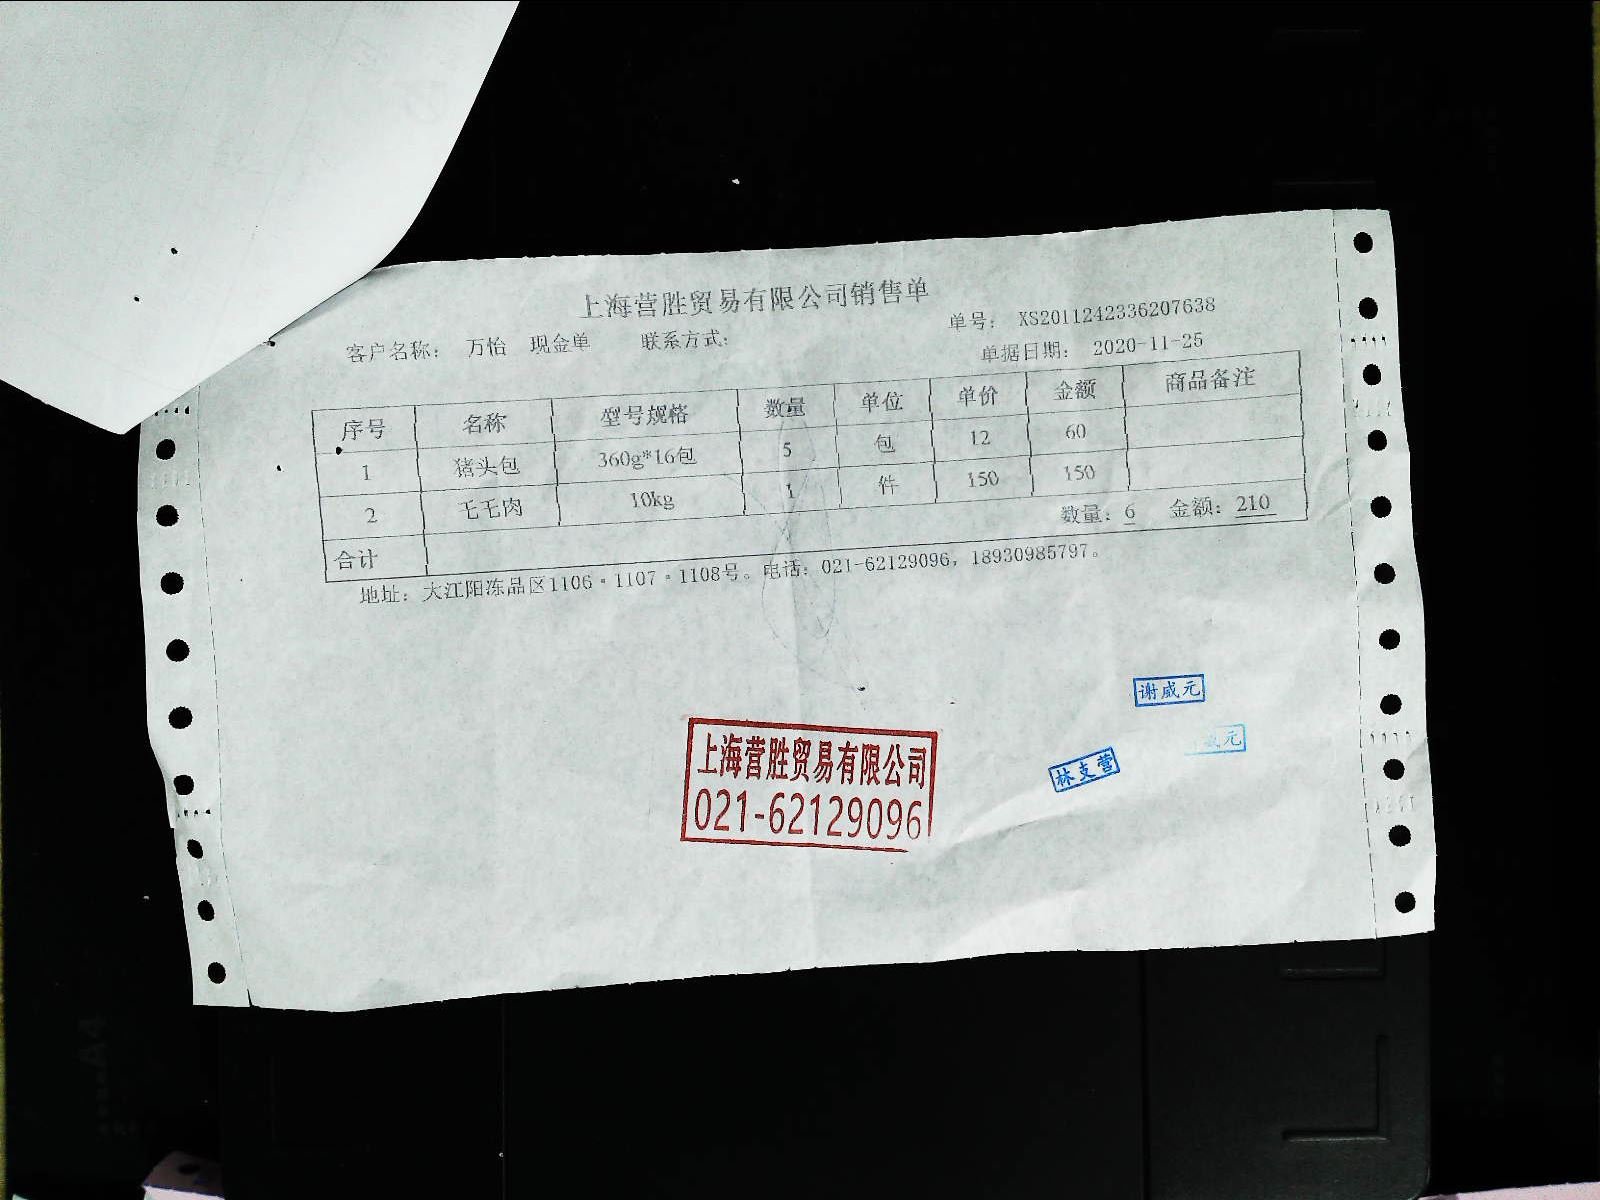 上海营胜贸易有限公司销售单
客户名称： 万怡 现金单 联系方式： 单号： XS2011242336207638
单据日期： 2020-11-25
序号 名称 型号规格 数量 单位 单价 金额 商品备注
1 猪头包 360g*16包 5 包 12 60
2 毛毛肉 10kg 1 件 150 150
合计 数量：6 金额：210
地址：大江阳冻品区1106·1107·1108号。电话：021-62129096，18930985797。
谢威元
威元
林支营
上海营胜贸易有限公司
021-62129096
A4